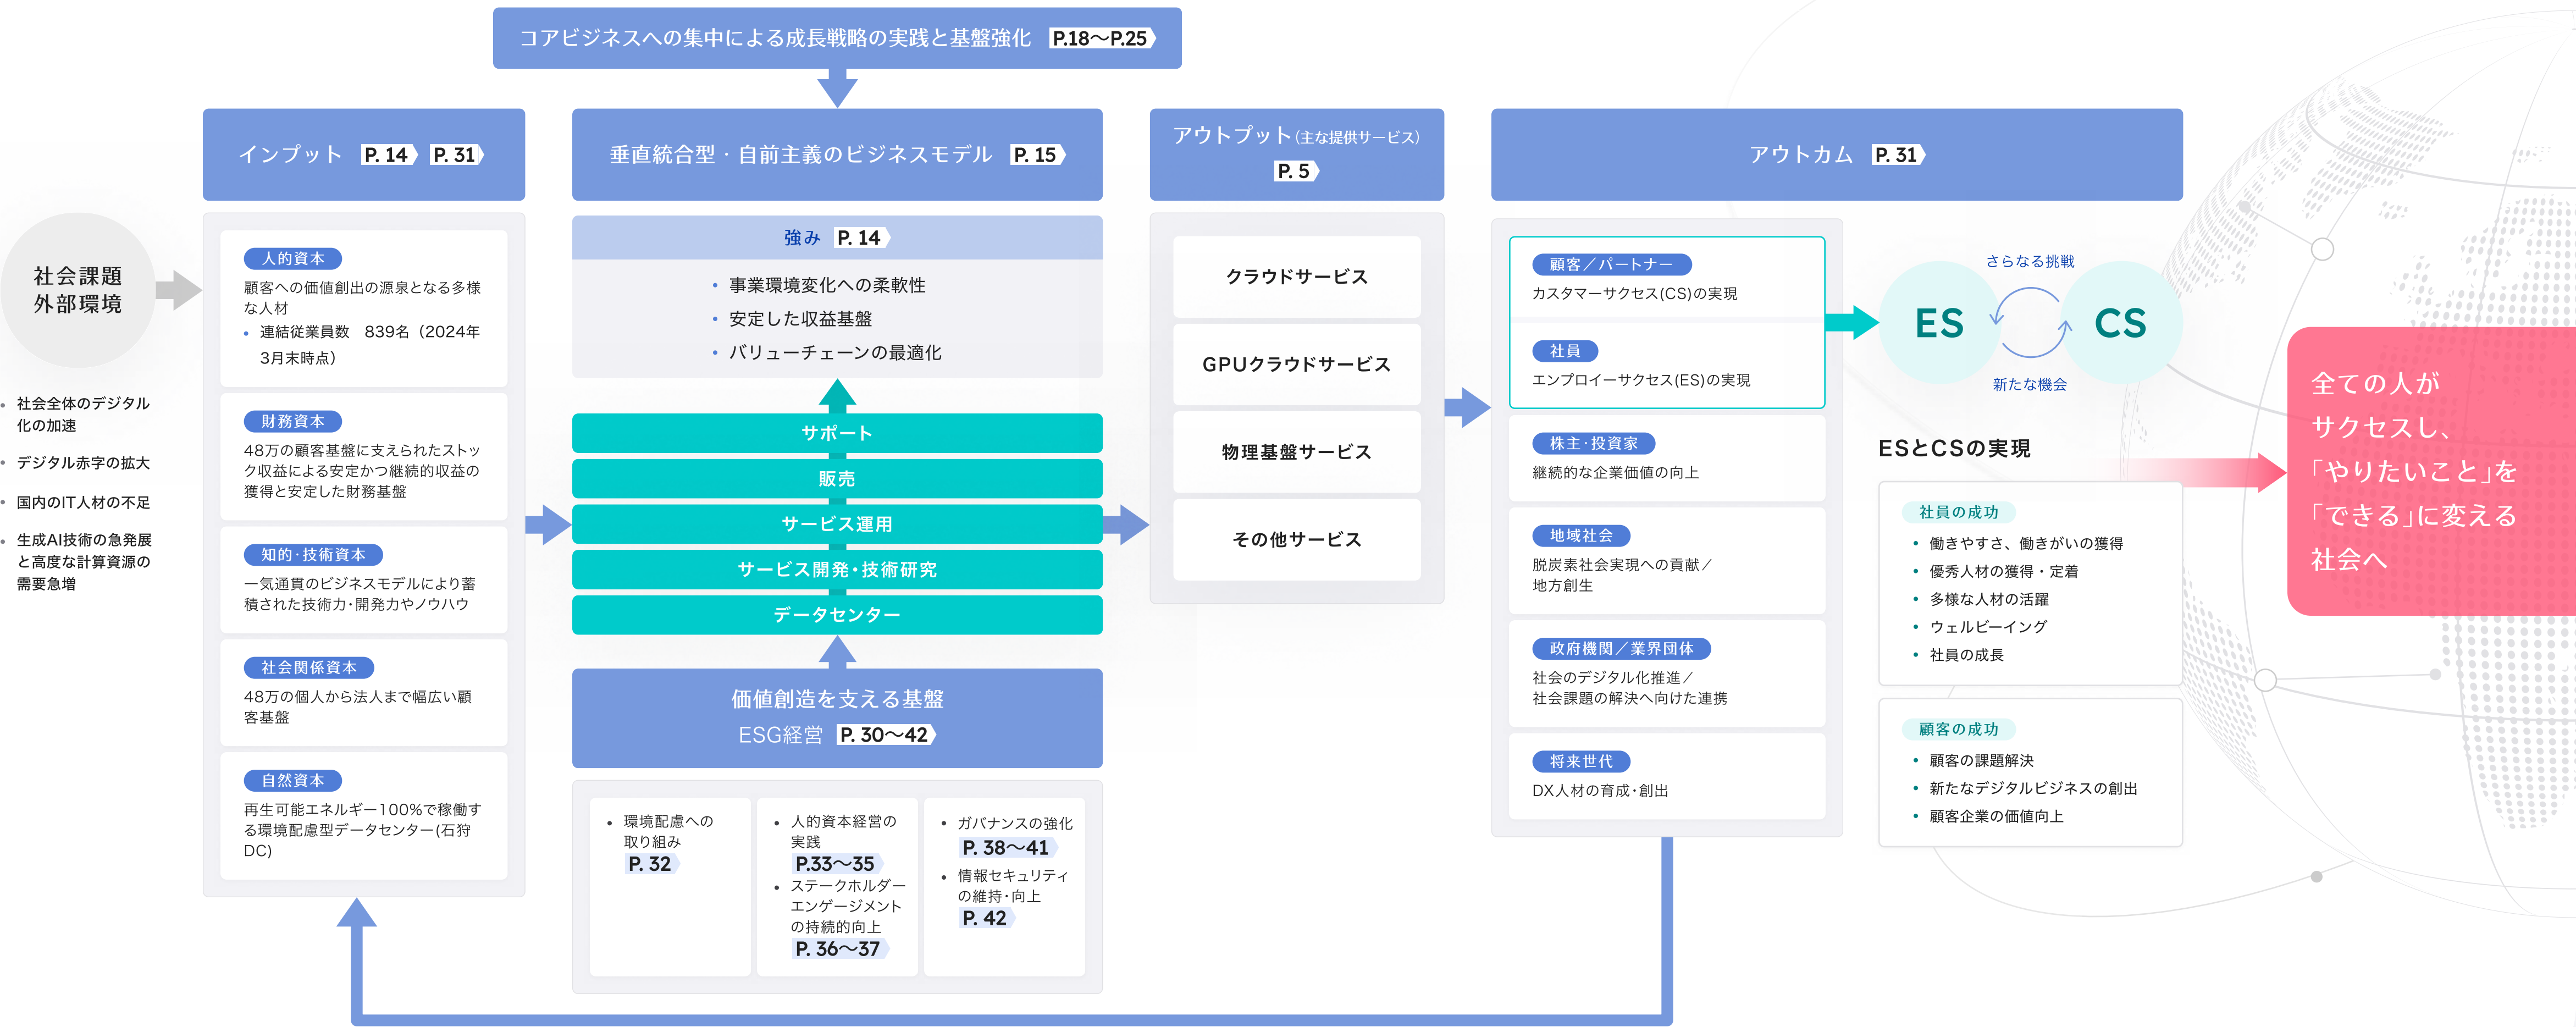 コアビジネスへの集中による成長戦略の実践と基盤強化 P.18〜P.25
社会課題
外部環境
社会全体のデジタル
化の加速
デジタル赤字の拡大
国内のIT人材の不足
生成AI技術の急発展
と高度な計算資源の
需要急増
インプット P. 14 P. 31
人的資本
顧客への価値創出の源泉となる多様
な人材
連結従業員数 839名（2024年
3月末時点）
財務資本
48万の顧客基盤に支えられたストッ
ク収益による安定かつ継続的収益の
獲得と安定した財務基盤
知的・技術資本
一気通貫のビジネスモデルにより蓄
積された技術力・開発力やノウハウ
社会関係資本
48万の個人から法人まで幅広い顧
客基盤
自然資本
再生可能エネルギー100%で稼働す
る環境配慮型データセンター(石狩
DC)
垂直統合型・自前主義のビジネスモデル P. 15
強み P. 14
事業環境変化への柔軟性
安定した収益基盤
バリューチェーンの最適化
サポート
販売
サービス運用
サービス開発・技術研究
データセンター
価値創造を支える基盤
ESG経営 P. 30〜42
環境配慮への
取り組み
P. 32
人的資本経営の
実践
P.33〜35
ステークホルダー
エンゲージメント
の持続的向上
P. 36〜37
ガバナンスの強化
P. 38〜41
情報セキュリティ
の維持・向上
P. 42
アウトプット（主な提供サービス）
P. 5
クラウドサービス
GPUクラウドサービス
物理基盤サービス
その他サービス
アウトカム P. 31
顧客／パートナー
カスタマーサクセス(CS)の実現
社員
エンプロイーサクセス(ES)の実現
株主・投資家
継続的な企業価値の向上
地域社会
脱炭素社会実現への貢献／
地方創生
政府機関／業界団体
社会のデジタル化推進／
社会課題の解決へ向けた連携
将来世代
DX人材の育成・創出
さらなる挑戦
ES CS
新たな機会
ESとCSの実現
社員の成功
働きやすさ、働きがいの獲得
優秀人材の獲得・定着
多様な人材の活躍
ウェルビーイング
社員の成長
顧客の成功
顧客の課題解決
新たなデジタルビジネスの創出
顧客企業の価値向上
全ての人が
サクセスし、
「やりたいこと」を
「できる」に変える
社会へ